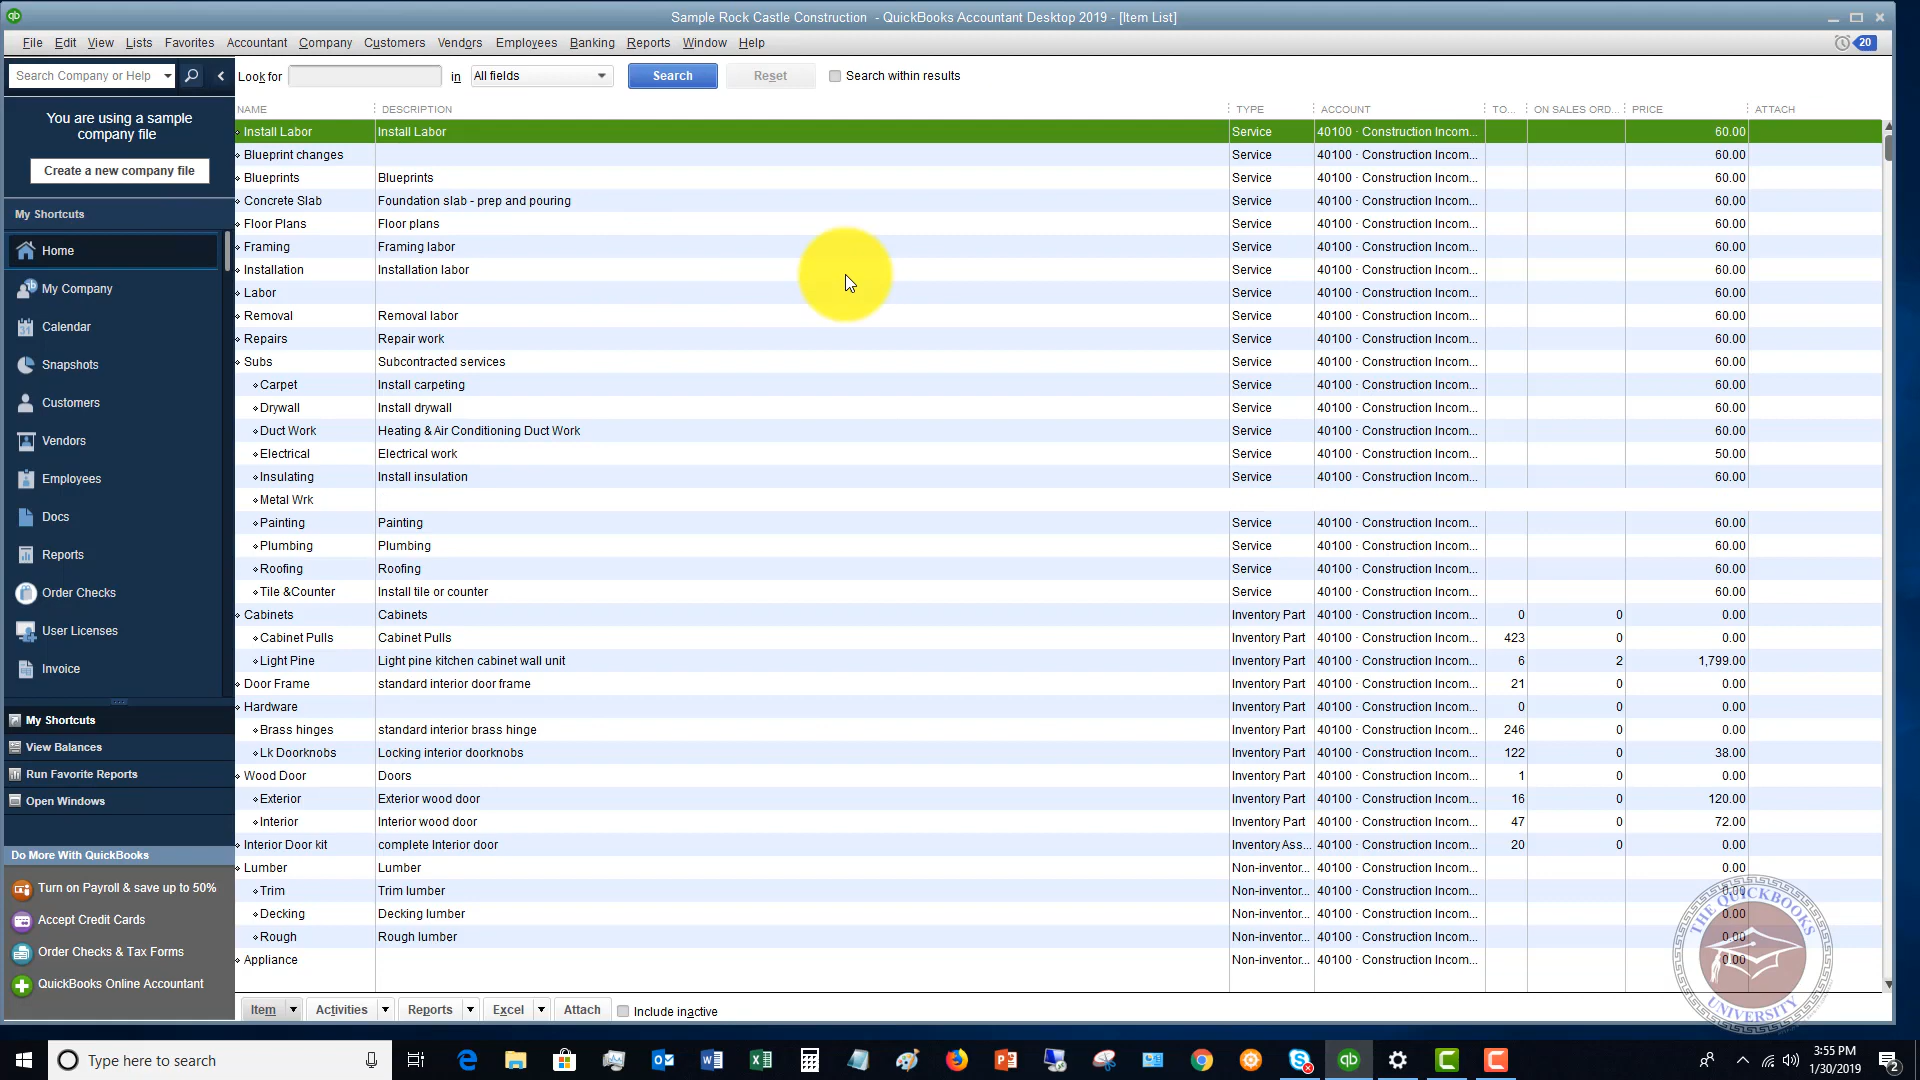 Sample Rock Castle Construction - QuickBooks Accountant Desktop 2019 - [Item List]
File Edit View Lists Favorites Accountant Company Customers Vendors Employees Banking Reports Window Help 20
Search Company or Help
Look for in All fields Search Reset Search within results
You are using a sample
company file
Create a new company file
My Shortcuts
Home
My Company
Calendar
Snapshots
Customers
Vendors
Employees
Docs
Reports
Order Checks
User Licenses
Invoice
My Shortcuts
View Balances
Run Favorite Reports
Open Windows
Do More With QuickBooks
Turn on Payroll & save up to 50%
Accept Credit Cards
Order Checks & Tax Forms
QuickBooks Online Accountant
NAME DESCRIPTION TYPE ACCOUNT TO... ON SALES ORD... PRICE ATTACH
Install Labor Install Labor Service 40100 · Construction Incom... 60.00
Blueprint changes Service 40100 · Construction Incom... 60.00
Blueprints Blueprints Service 40100 · Construction Incom... 60.00
Concrete Slab Foundation slab - prep and pouring Service 40100 · Construction Incom... 60.00
Floor Plans Floor plans Service 40100 · Construction Incom... 60.00
Framing Framing labor Service 40100 · Construction Incom... 60.00
Installation Installation labor Service 40100 · Construction Incom... 60.00
Labor Service 40100 · Construction Incom... 60.00
Removal Removal labor Service 40100 · Construction Incom... 60.00
Repairs Repair work Service 40100 · Construction Incom... 60.00
Subs Subcontracted services Service 40100 · Construction Incom... 60.00
Carpet Install carpeting Service 40100 · Construction Incom... 60.00
Drywall Install drywall Service 40100 · Construction Incom... 60.00
Duct Work Heating & Air Conditioning Duct Work Service 40100 · Construction Incom... 60.00
Electrical Electrical work Service 40100 · Construction Incom... 50.00
Insulating Install insulation Service 40100 · Construction Incom... 60.00
Metal Wrk
Painting Painting Service 40100 · Construction Incom... 60.00
Plumbing Plumbing Service 40100 · Construction Incom... 60.00
Roofing Roofing Service 40100 · Construction Incom... 60.00
Tile &Counter Install tile or counter Service 40100 · Construction Incom... 60.00
Cabinets Cabinets Inventory Part 40100 · Construction Incom... 0 0 0.00
Cabinet Pulls Cabinet Pulls Inventory Part 40100 · Construction Incom... 423 0 0.00
Light Pine Light pine kitchen cabinet wall unit Inventory Part 40100 · Construction Incom... 6 2 1,799.00
Door Frame standard interior door frame Inventory Part 40100 · Construction Incom... 21 0 0.00
Hardware Inventory Part 40100 · Construction Incom... 0 0 0.00
Brass hinges standard interior brass hinge Inventory Part 40100 · Construction Incom... 246 0 0.00
Lk Doorknobs Locking interior doorknobs Inventory Part 40100 · Construction Incom... 122 0 38.00
Wood Door Doors Inventory Part 40100 · Construction Incom... 1 0 0.00
Exterior Exterior wood door Inventory Part 40100 · Construction Incom... 16 0 120.00
Interior Interior wood door Inventory Part 40100 · Construction Incom... 47 0 72.00
Interior Door kit complete Interior door Inventory Ass... 40100 · Construction Incom... 20 0 0.00
Lumber Lumber Non-inventor... 40100 · Construction Incom... 0.00
Trim Trim lumber Non-inventor... 40100 · Construction Incom... 0.00
Decking Decking lumber Non-inventor... 40100 · Construction Incom... 0.00
Rough Rough lumber Non-inventor... 40100 · Construction Incom... 0.00
Appliance Non-inventor... 40100 · Construction Incom... 0.00
THE QUICKBOOKS
UNIVERSITY
Item Activities Reports Excel Attach Include inactive
Type here to search
3:55 PM
1/30/2019
2